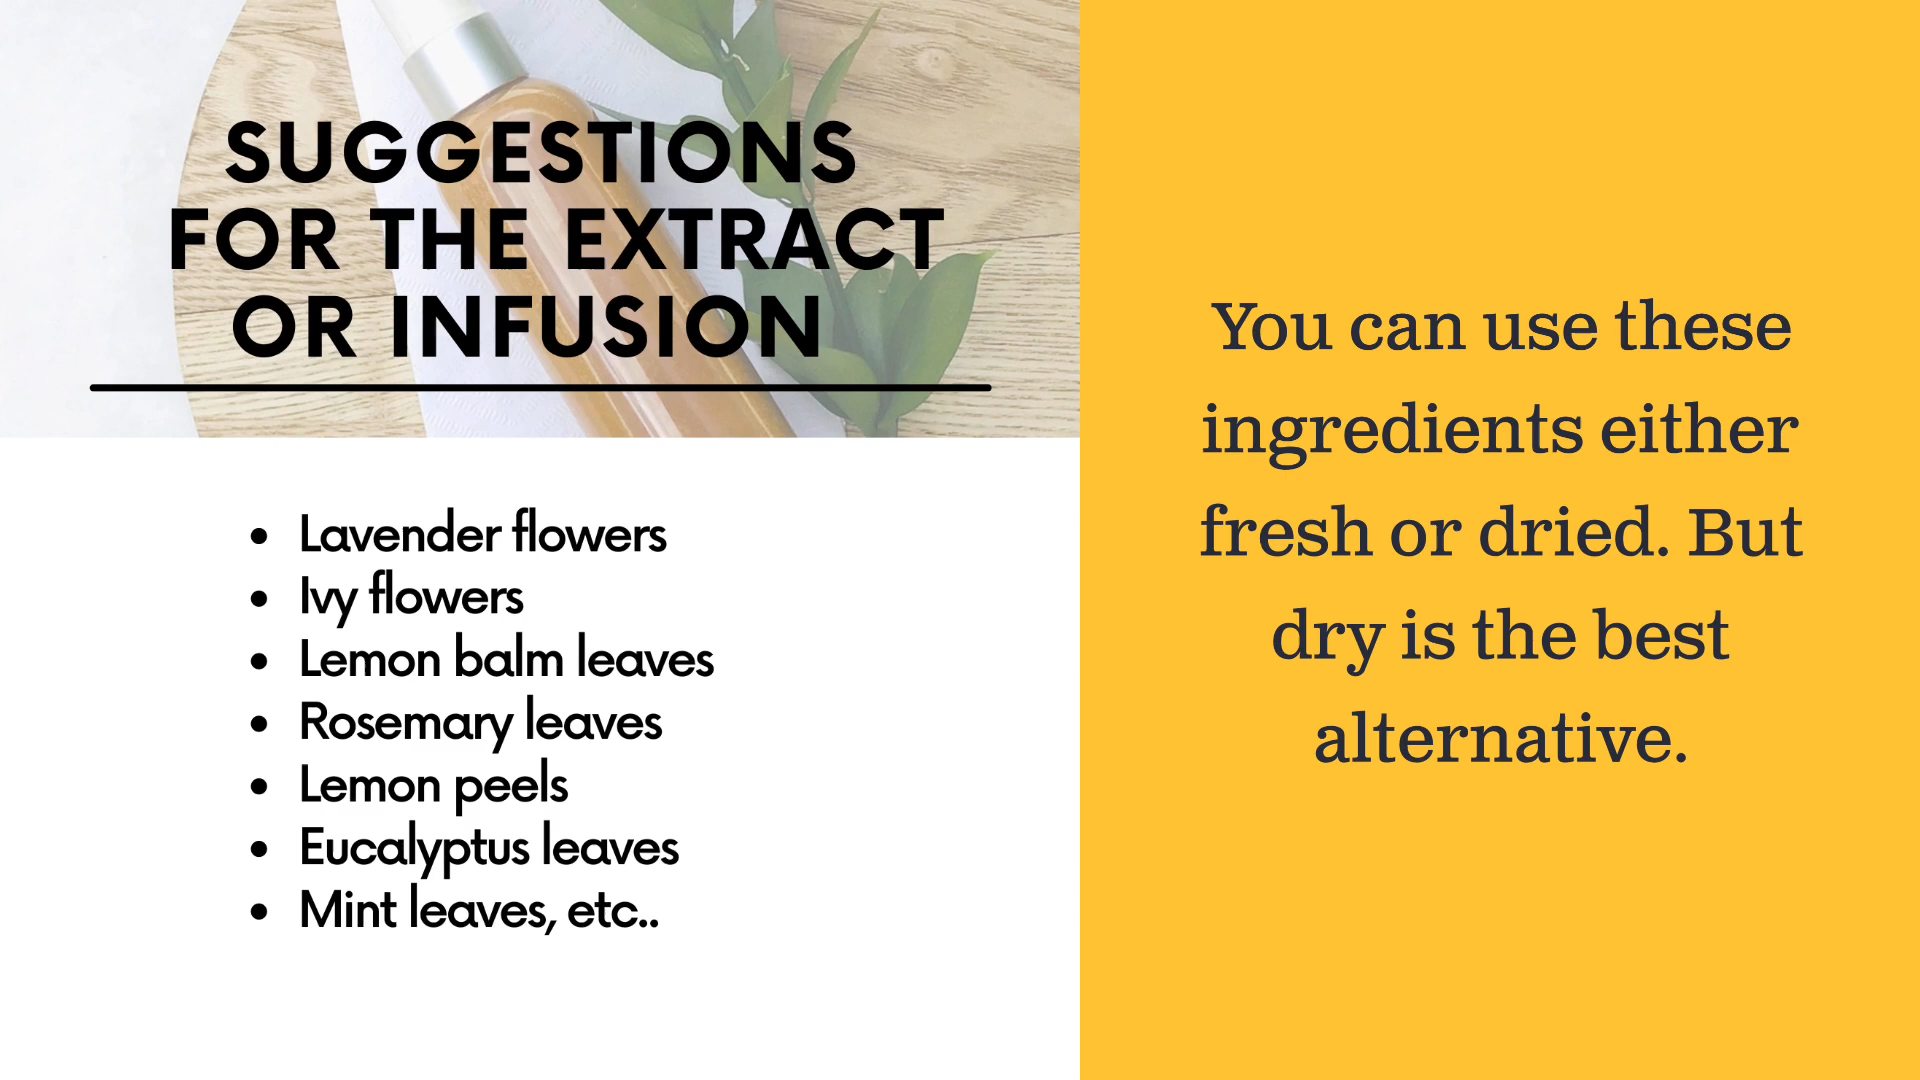 SUGGESTIONS
FOR THE EXTRACT
OR INFUSION
• Lavender flowers
• Ivy flowers
• Lemon balm leaves
• Rosemary leaves
• Lemon peels
• Eucalyptus leaves
• Mint leaves, etc..
You can use these
ingredients either
fresh or dried. But
dry is the best
alternative.